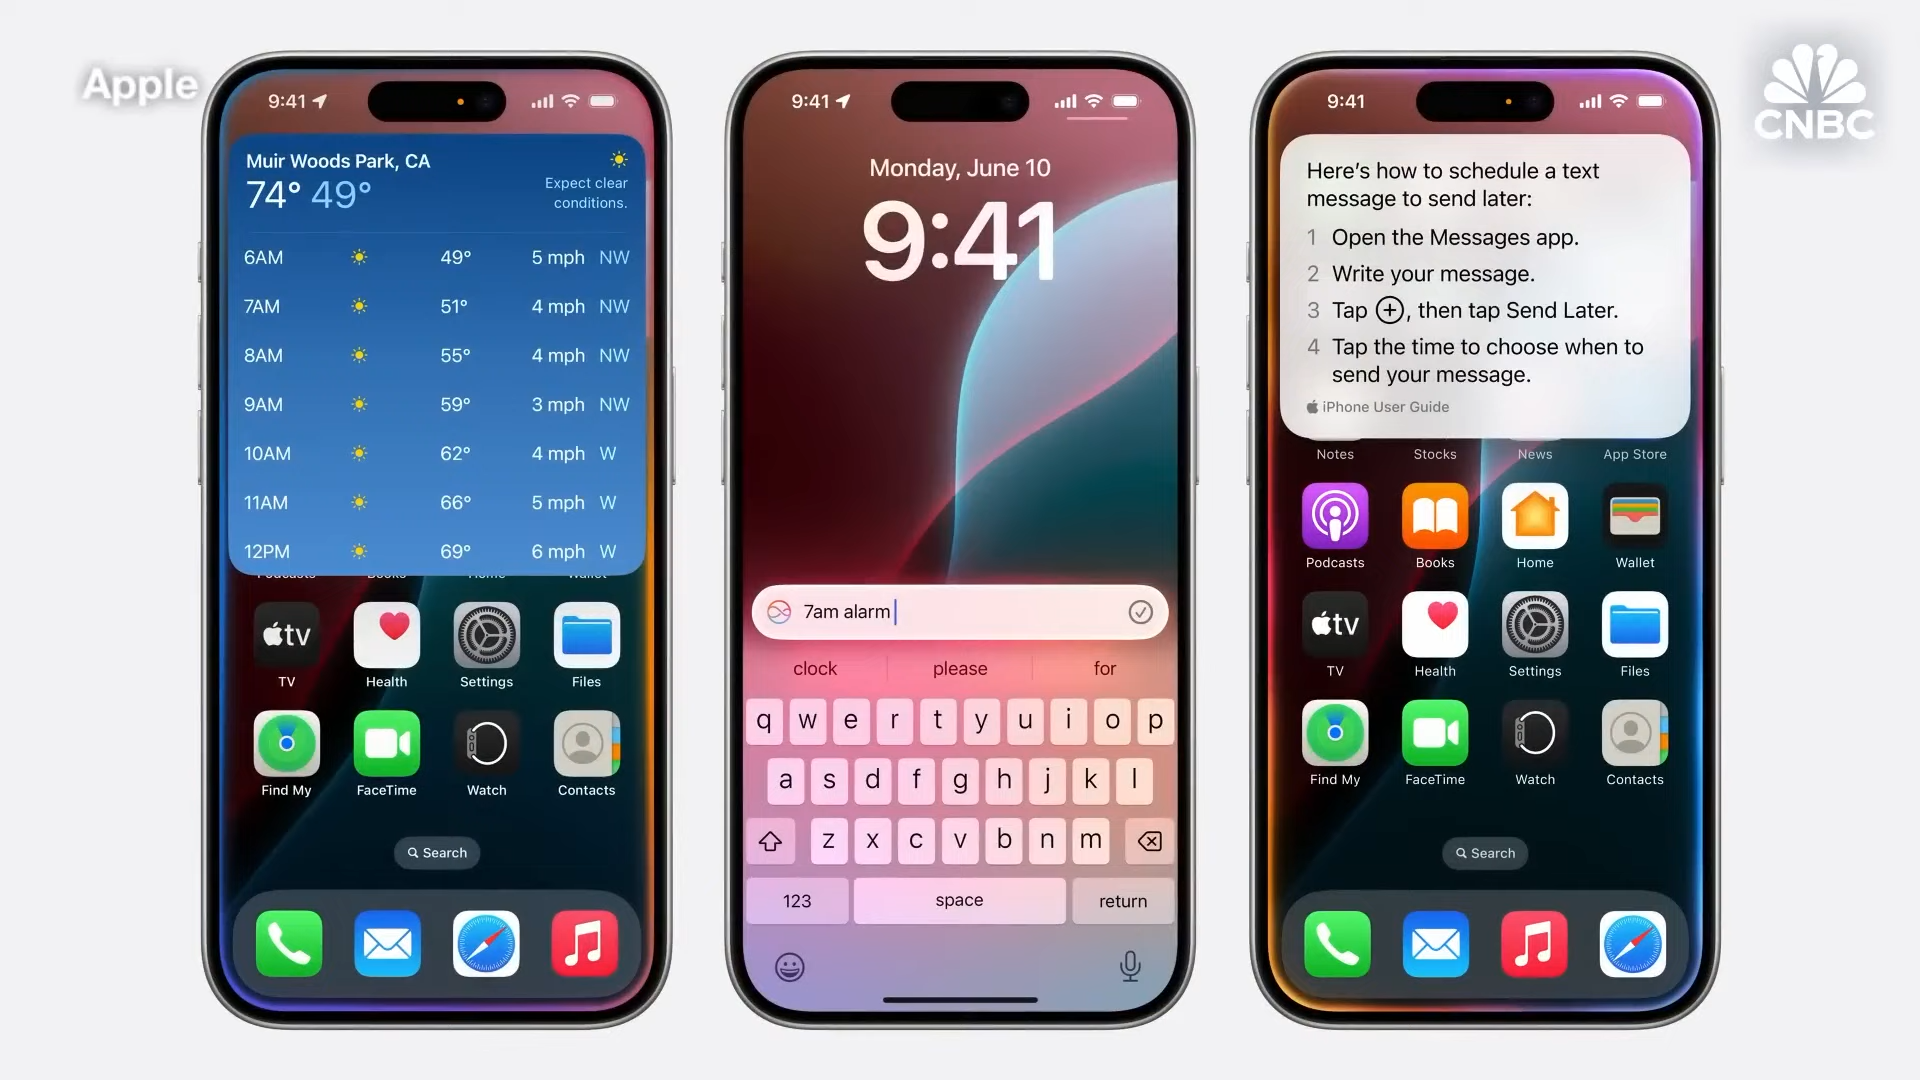 Apple
CNBC
9:41
Muir Woods Park, CA
74° 49°
Expect clear
conditions.
6AM 49° 5 mph NW
7AM 51° 4 mph NW
8AM 55° 4 mph NW
9AM 59° 3 mph NW
10AM 62° 4 mph W
11AM 66° 5 mph W
12PM 69° 6 mph W
Podcasts Books Home Wallet
tv
TV Health Settings Files
Find My FaceTime Watch Contacts
Search
9:41
Monday, June 10
9:41
7am alarm
clock please for
q w e r t y u i o p
a s d f g h j k l
z x c v b n m
123 space return
9:41
Here’s how to schedule a text
message to send later:
1 Open the Messages app.
2 Write your message.
3 Tap +, then tap Send Later.
4 Tap the time to choose when to
send your message.
iPhone User Guide
Notes Stocks News App Store
Podcasts Books Home Wallet
tv
TV Health Settings Files
Find My FaceTime Watch Contacts
Search